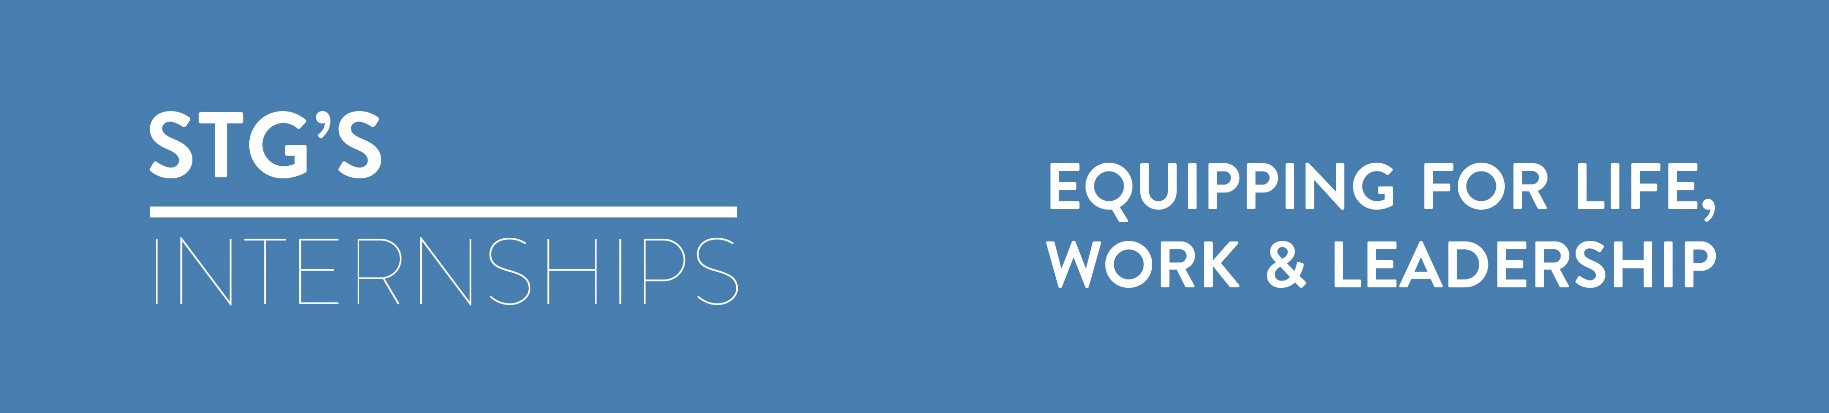 STG’S
INTERNSHIPS
EQUIPPING FOR LIFE,
WORK & LEADERSHIP